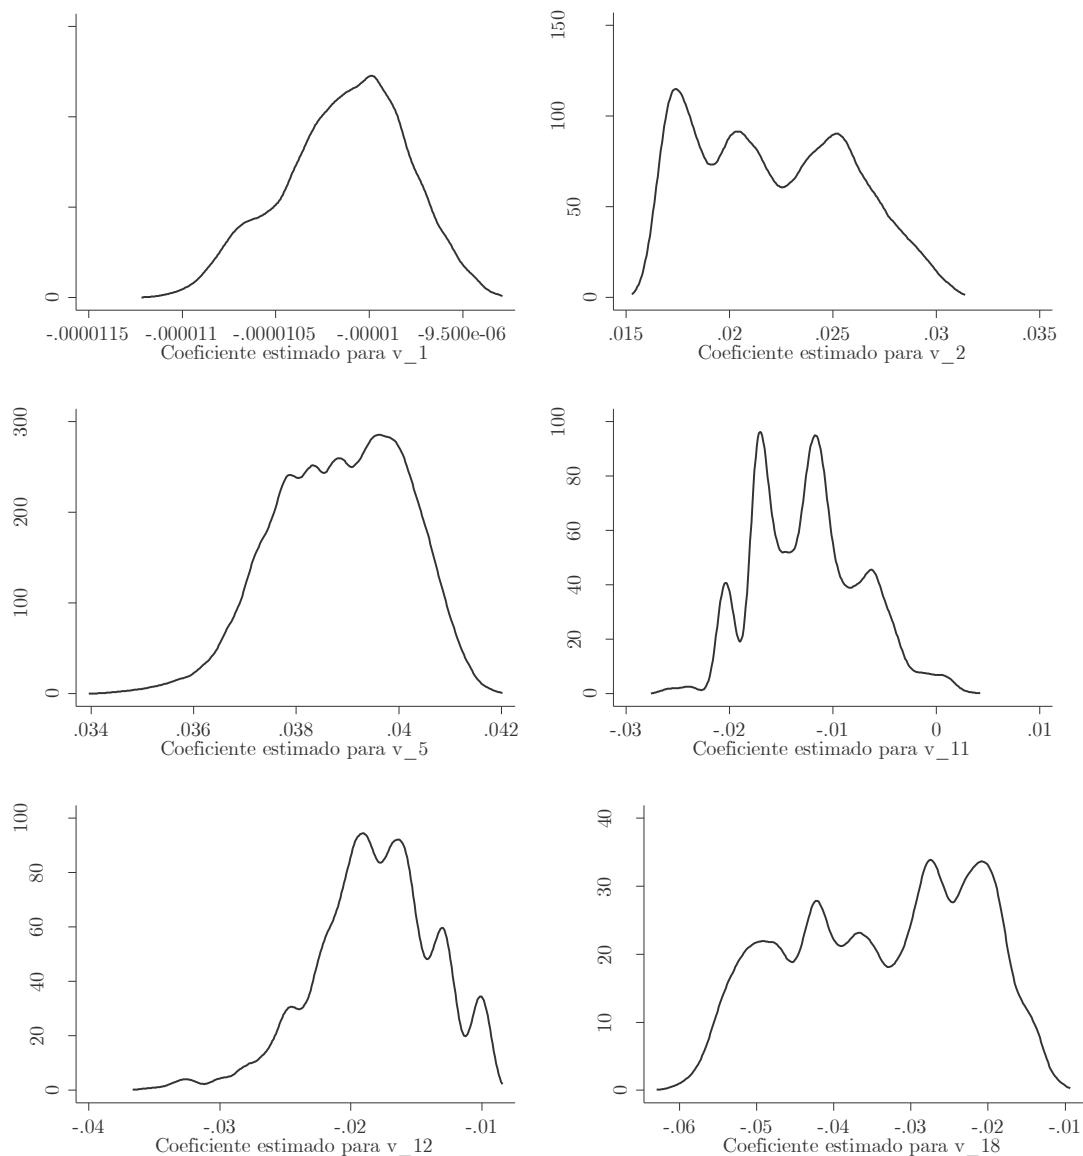 0
-.0000115 -.000011 -.0000105 -.00001 -9.500e-06
Coeficiente estimado para v_1
150
100
50
0
.015 .02 .025 .03 .035
Coeficiente estimado para v_2
300
200
100
0
.034 .036 .038 .04 .042
Coeficiente estimado para v_5
100
80
60
40
20
0
-.03 -.02 -.01 0 .01
Coeficiente estimado para v_11
100
80
60
40
20
0
-.04 -.03 -.02 -.01
Coeficiente estimado para v_12
40
30
20
10
0
-.06 -.05 -.04 -.03 -.02 -.01
Coeficiente estimado para v_18